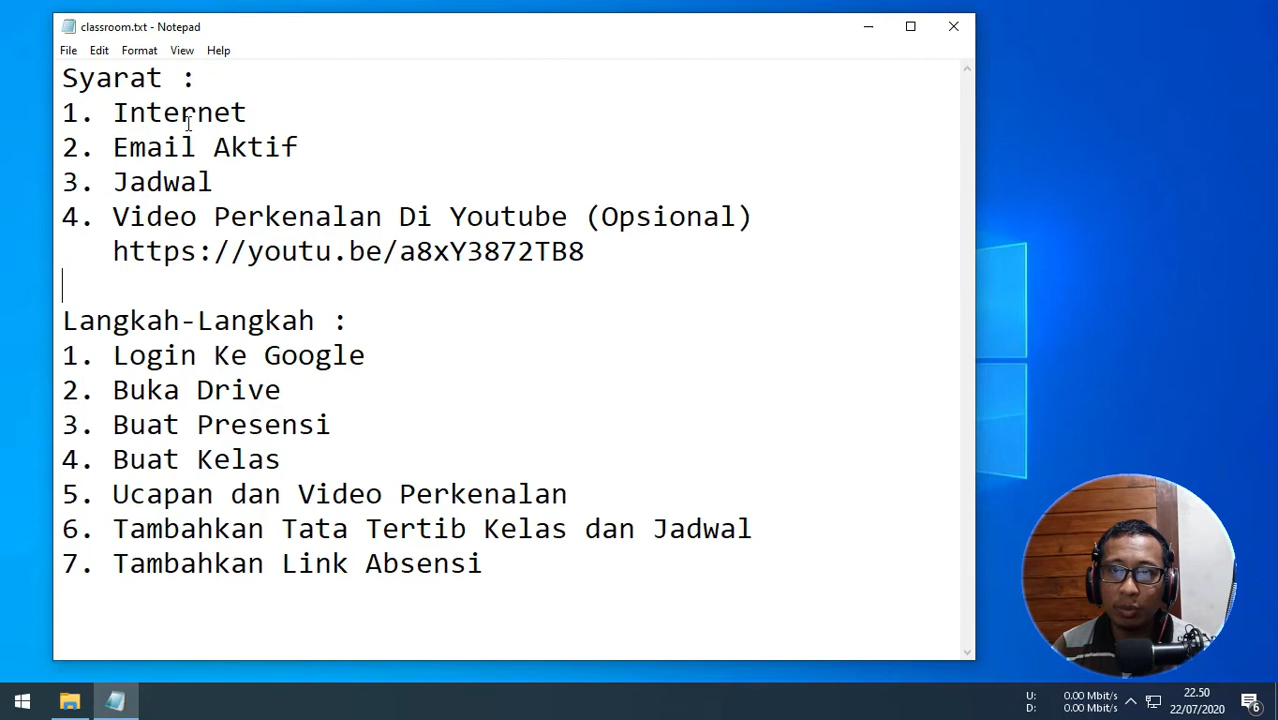 classroom.txt - Notepad
File Edit Format View Help
Syarat :
1. Internet
2. Email Aktif
3. Jadwal
4. Video Perkenalan Di Youtube (Opsional)
https://youtu.be/a8xY3872TB8
Langkah-Langkah :
1. Login Ke Google
2. Buka Drive
3. Buat Presensi
4. Buat Kelas
5. Ucapan dan Video Perkenalan
6. Tambahkan Tata Tertib Kelas dan Jadwal
7. Tambahkan Link Absensi
U: 0.00 Mbit/s
D: 0.00 Mbit/s
22.50
22/07/2020
6